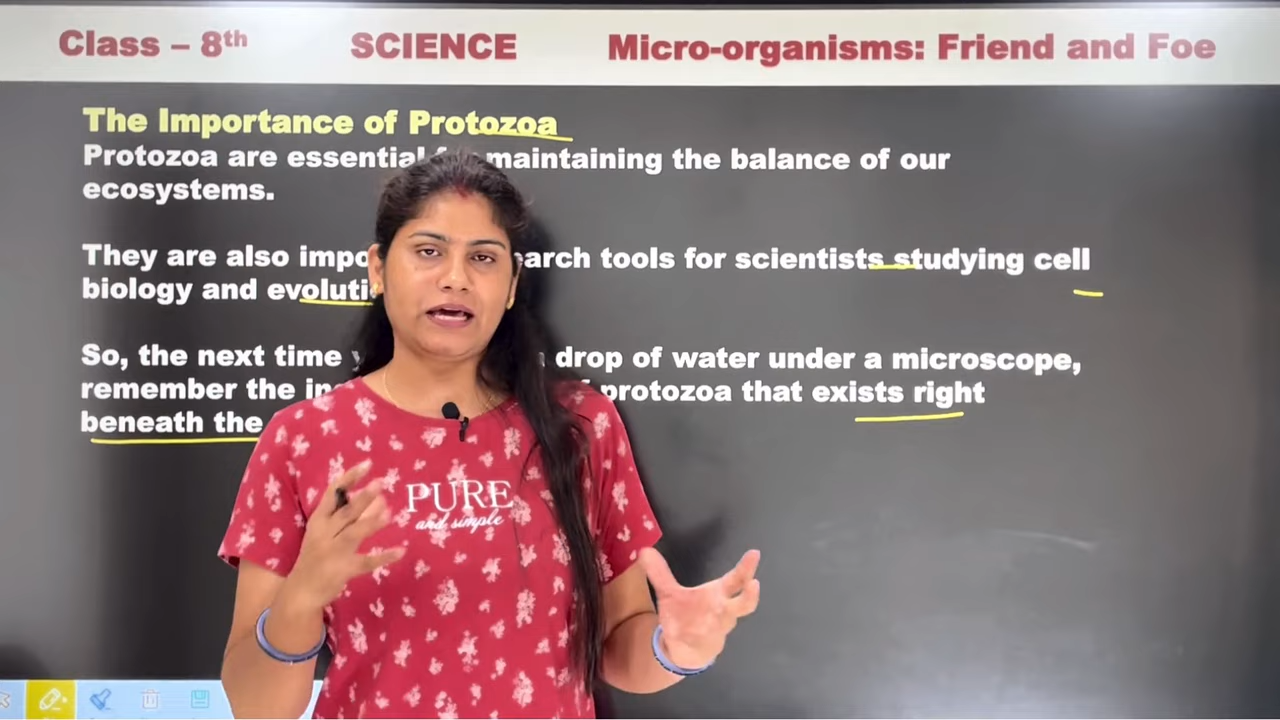 Class – 8th SCIENCE Micro-organisms: Friend and Foe
The Importance of Protozoa
Protozoa are essential maintaining the balance of our
ecosystems.
They are also tools for scientists studying cell
biology and
So, the next time drop of water under a microscope,
remember the protozoa that exists right
beneath the
PURE
and simple